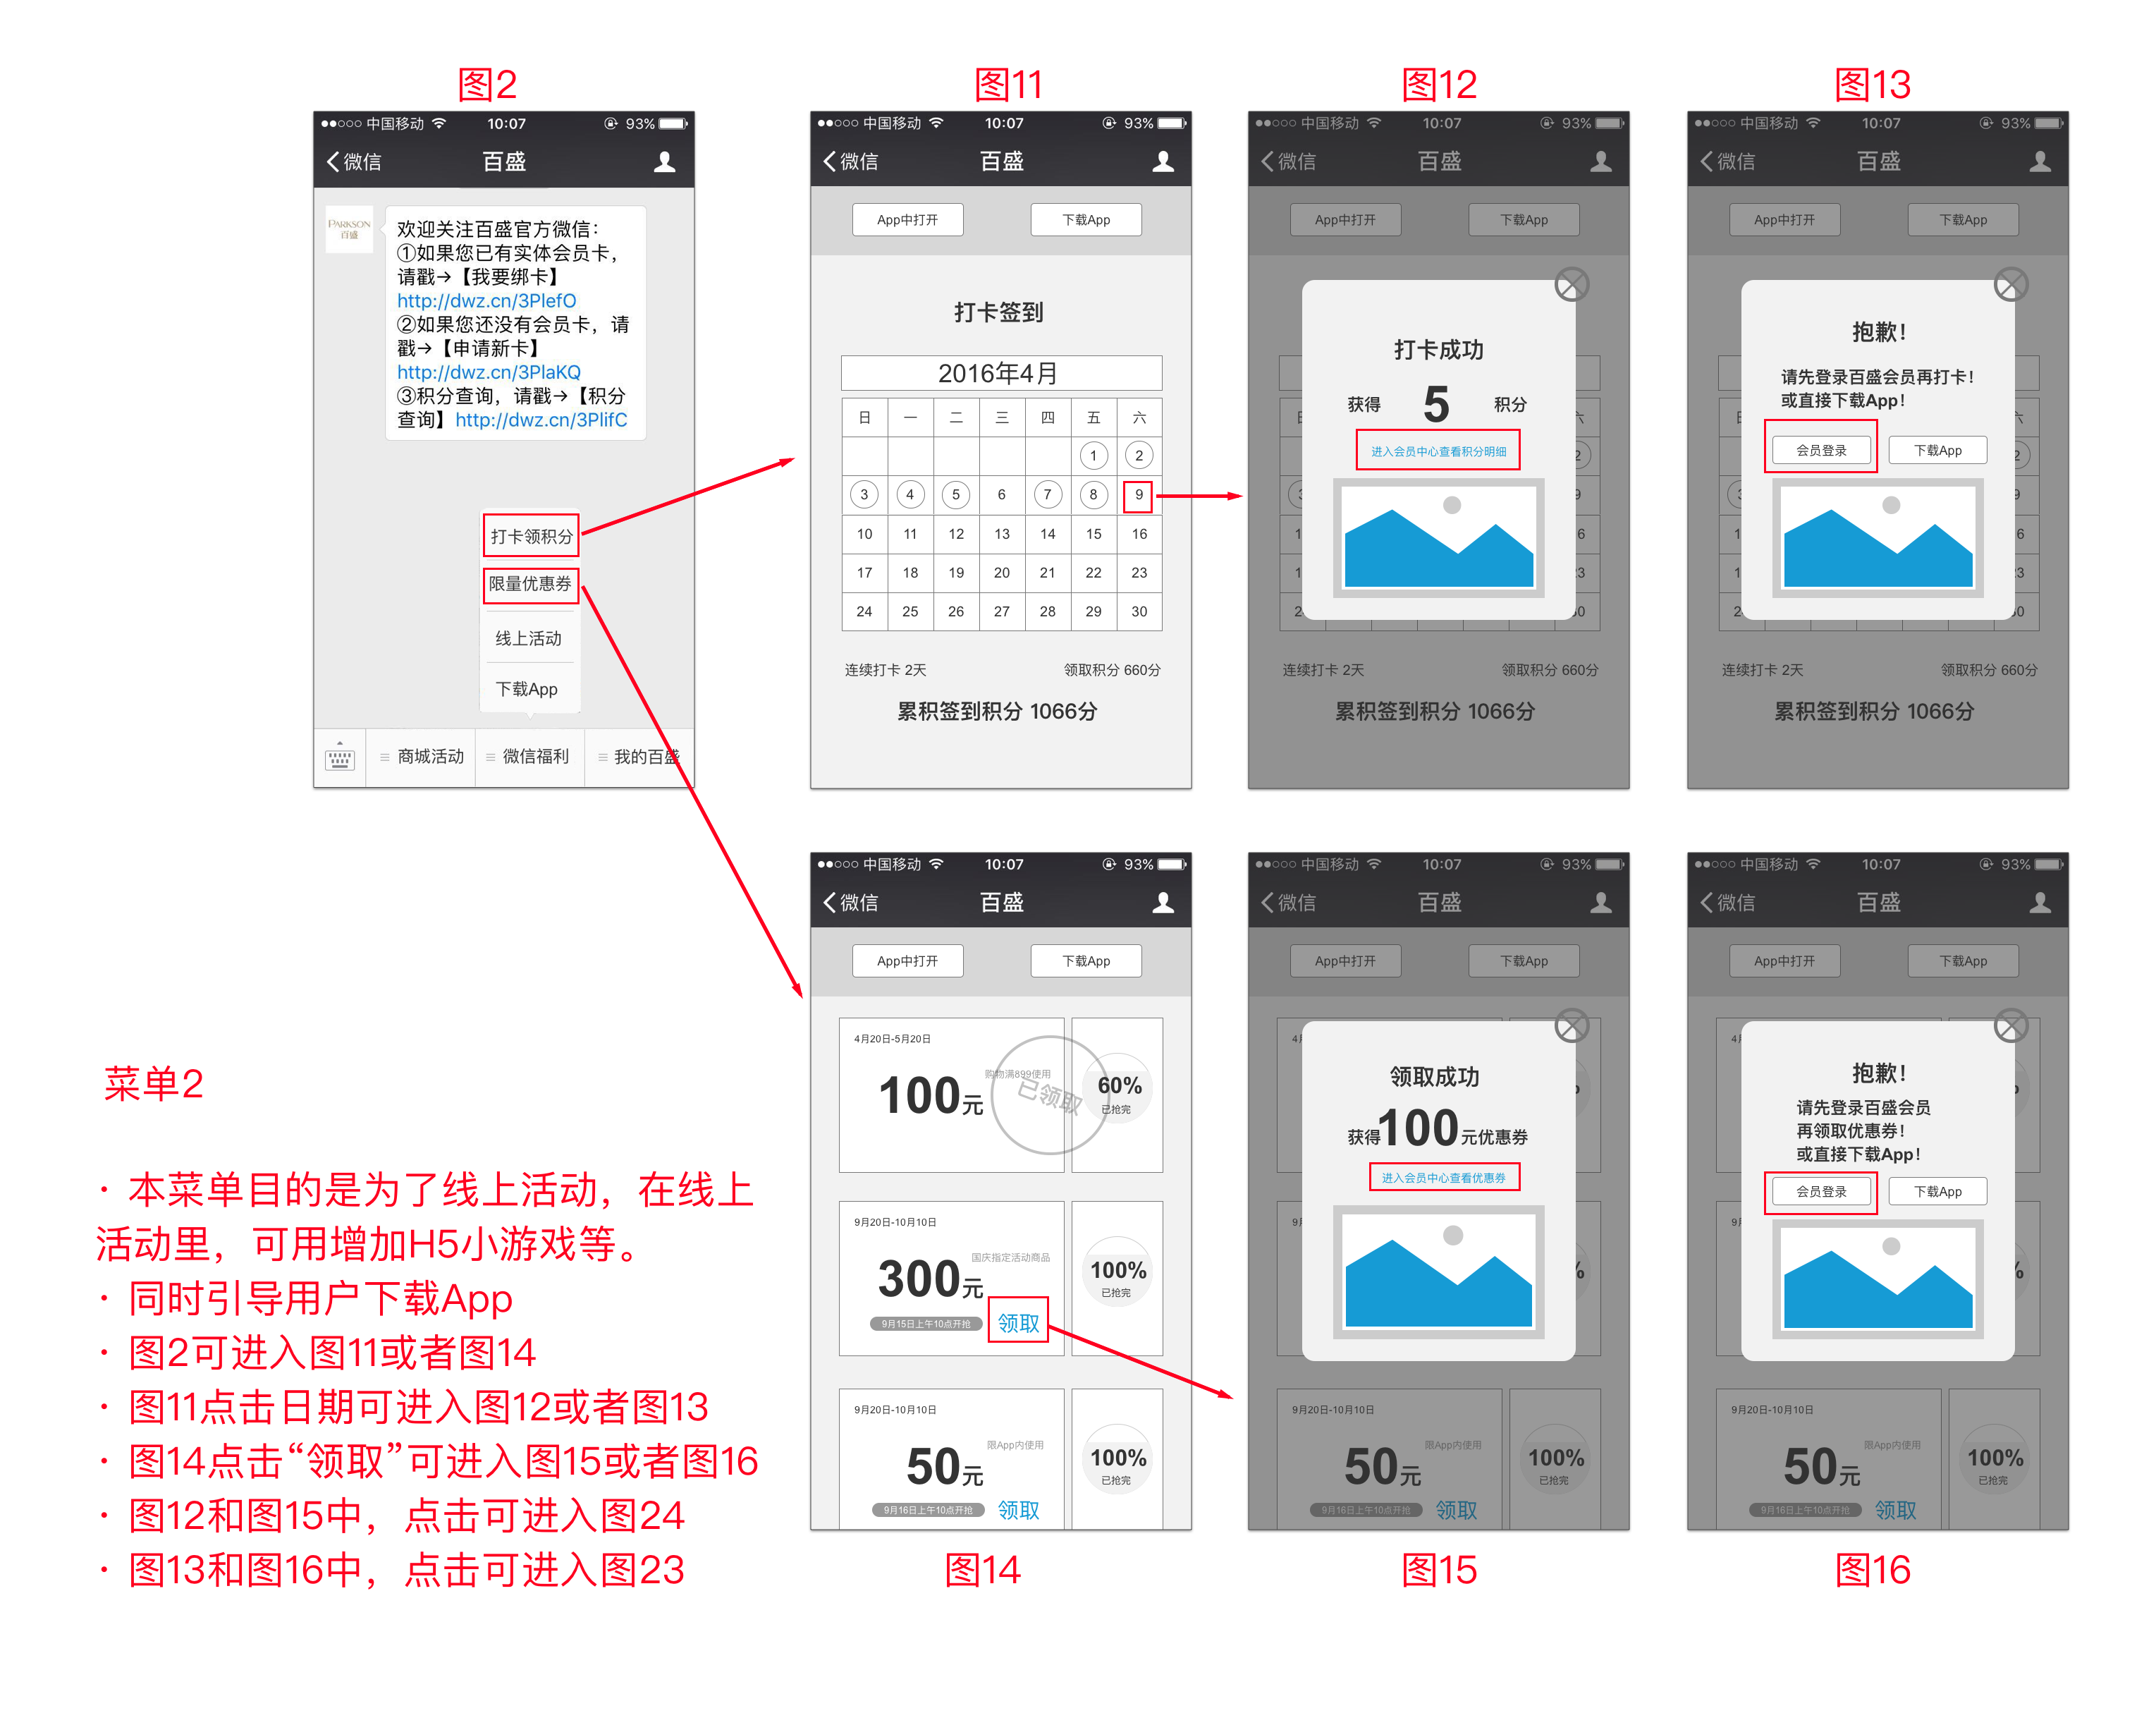 图2
中国移动 10:07 93%
微信 百盛
PARKSON
百盛
欢迎关注百盛官方微信：
①如果您已有实体会员卡，
请戳→【我要绑卡】
http://dwz.cn/3PlefO
②如果您还没有会员卡，请
戳→【申请新卡】
http://dwz.cn/3PlaKQ
③积分查询，请戳→【积分
查询】http://dwz.cn/3PlifC
打卡领积分
限量优惠券
线上活动
下载App
商城活动 微信福利 我的百盛
图11
中国移动 10:07 93%
微信 百盛
App中打开 下载App
打卡签到
2016年4月
日 一 二 三 四 五 六
1 2
3 4 5 6 7 8 9
10 11 12 13 14 15 16
17 18 19 20 21 22 23
24 25 26 27 28 29 30
连续打卡 2天 领取积分 660分
累积签到积分 1066分
图12
中国移动 10:07 93%
微信 百盛
App中打开 下载App
打卡成功
获得 5 积分
进入会员中心查看积分明细
连续打卡 2天 领取积分 660分
累积签到积分 1066分
图13
中国移动 10:07 93%
微信 百盛
App中打开 下载App
抱歉！
请先登录百盛会员再打卡！
或直接下载App！
会员登录 下载App
连续打卡 2天 领取积分 660分
累积签到积分 1066分
菜单2
· 本菜单目的是为了线上活动，在线上
活动里，可用增加H5小游戏等。
· 同时引导用户下载App
· 图2可进入图11或者图14
· 图11点击日期可进入图12或者图13
· 图14点击“领取”可进入图15或者图16
· 图12和图15中，点击可进入图24
· 图13和图16中，点击可进入图23
中国移动 10:07 93%
微信 百盛
App中打开 下载App
4月20日-5月20日
购物满899使用
100元
已领取
60%
已抢完
9月20日-10月10日
国庆指定活动商品
300元
9月15日上午10点开抢 领取
100%
已抢完
9月20日-10月10日
限App内使用
50元
9月16日上午10点开抢 领取
100%
已抢完
图14
中国移动 10:07 93%
微信 百盛
App中打开 下载App
领取成功
获得100元优惠券
进入会员中心查看优惠券
9月20日-10月10日
限App内使用
50元
9月16日上午10点开抢 领取
100%
已抢完
图15
中国移动 10:07 93%
微信 百盛
App中打开 下载App
抱歉！
请先登录百盛会员
再领取优惠券！
或直接下载App！
会员登录 下载App
9月20日-10月10日
限App内使用
50元
9月16日上午10点开抢 领取
100%
已抢完
图16